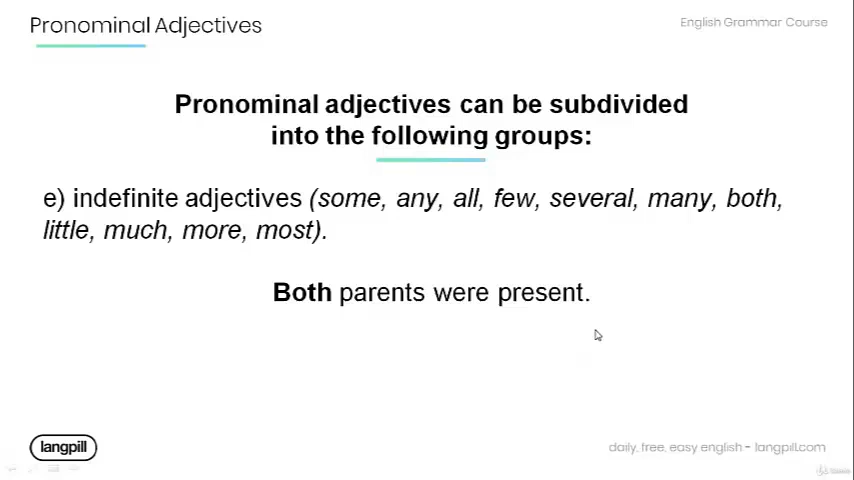 Pronominal Adjectives
English Grammar Course
Pronominal adjectives can be subdivided
into the following groups:
e) indefinite adjectives (some, any, all, few, several, many, both,
little, much, more, most).
Both parents were present.
langpill
daily, free, easy english - langpill.com